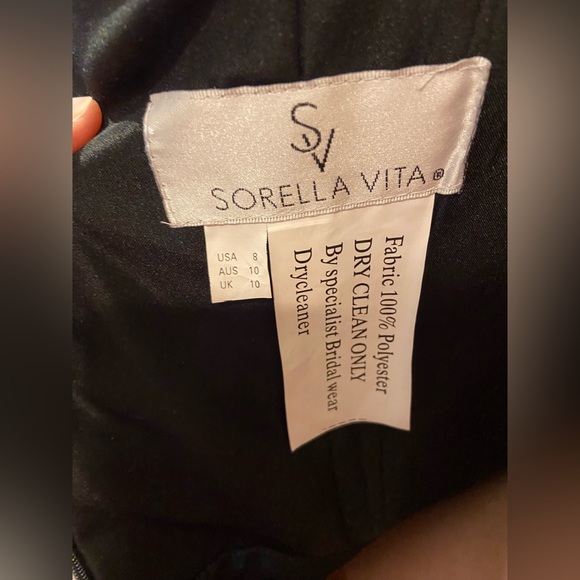 SV
SORELLA VITA ®
USA 8
AUS 10
UK 10
Fabric 100% Polyester
DRY CLEAN ONLY
By specialist Bridal wear
Drycleaner